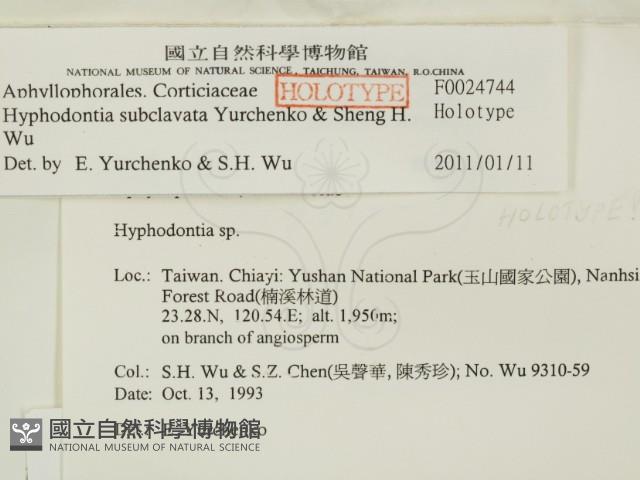 國立自然科學博物館
NATIONAL MUSEUM OF NATURAL SCIENCE, TAICHUNG, TAIWAN, R.O.CHINA
Aphyllophorales. Corticiaceae HOLOTYPE F0024744
Hyphodontia subclavata Yurchenko & Sheng H. Holotype
Wu
Det. by E. Yurchenko & S.H. Wu 2011/01/11
HOLOTYPE!
Hyphodontia sp.
Loc.: Taiwan. Chiayi: Yushan National Park(玉山國家公園), Nanhsi
Forest Road(楠溪林道)
23.28.N, 120.54.E; alt. 1,950m;
on branch of angiosperm
Col.: S.H. Wu & S.Z. Chen(吳聲華, 陳秀珍); No. Wu 9310-59
Date: Oct. 13, 1993
Yurchenko
國立自然科學博物館
NATIONAL MUSEUM OF NATURAL SCIENCE